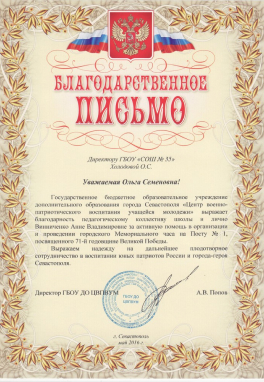 БЛАГОДАРСТВЕННОЕ
ПИСЬМО
Директору ГБОУ «СОШ № 35»
Холодовой О.С.
Уважаемая Ольга Семеновна!
Государственное бюджетное образовательное учреждение
дополнительного образования города Севастополя «Центр военно-
патриотического воспитания учащейся молодежи» выражает
благодарность педагогическому коллективу школы и лично
Винниченко Анне Владимировне за активную помощь в организации
и проведении городского Мемориального часа на Посту № 1,
посвященного 71-й годовщине Великой Победы.
Выражаем надежду на дальнейшее плодотворное
сотрудничество в воспитании юных патриотов России и города-героя
Севастополя.
Директор ГБОУ ДО ЦВПВУМ
А.В. Попов
г. Севастополь
май 2016 г.